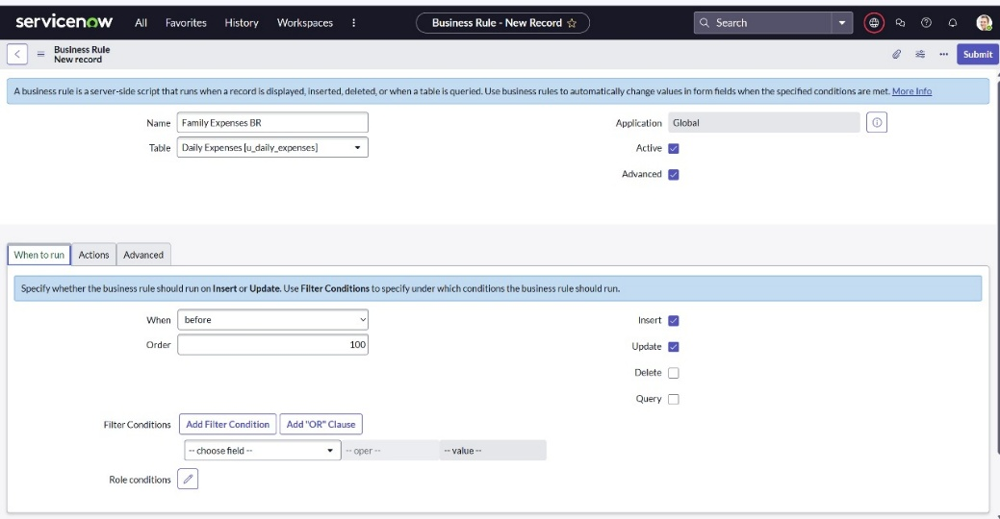 servicenow All Favorites History Workspaces Business Rule - New Record Search
Business Rule
New record
Submit
A business rule is a server-side script that runs when a record is displayed, inserted, deleted, or when a table is queried. Use business rules to automatically change values in form fields when the specified conditions are met. More Info
Name Family Expenses BR Application Global
Table Daily Expenses [u_daily_expenses] Active
Advanced
When to run Actions Advanced
Specify whether the business rule should run on Insert or Update. Use Filter Conditions to specify under which conditions the business rule should run.
When before Insert
Order 100 Update
Delete
Query
Filter Conditions Add Filter Condition Add "OR" Clause
-- choose field -- -- oper -- -- value --
Role conditions